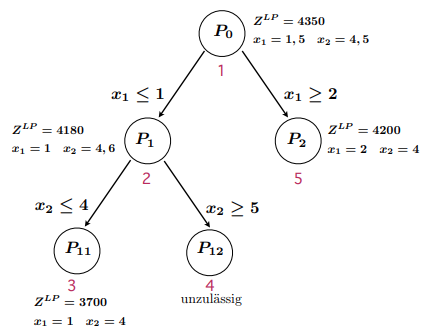 P0
Z^LP = 4350
x1 = 1,5 x2 = 4,5
1
x1 ≤ 1
x1 ≥ 2
Z^LP = 4180
x1 = 1 x2 = 4,6
P1
2
P2
5
Z^LP = 4200
x1 = 2 x2 = 4
x2 ≤ 4
x2 ≥ 5
P11
3
P12
4
unzulässig
Z^LP = 3700
x1 = 1 x2 = 4